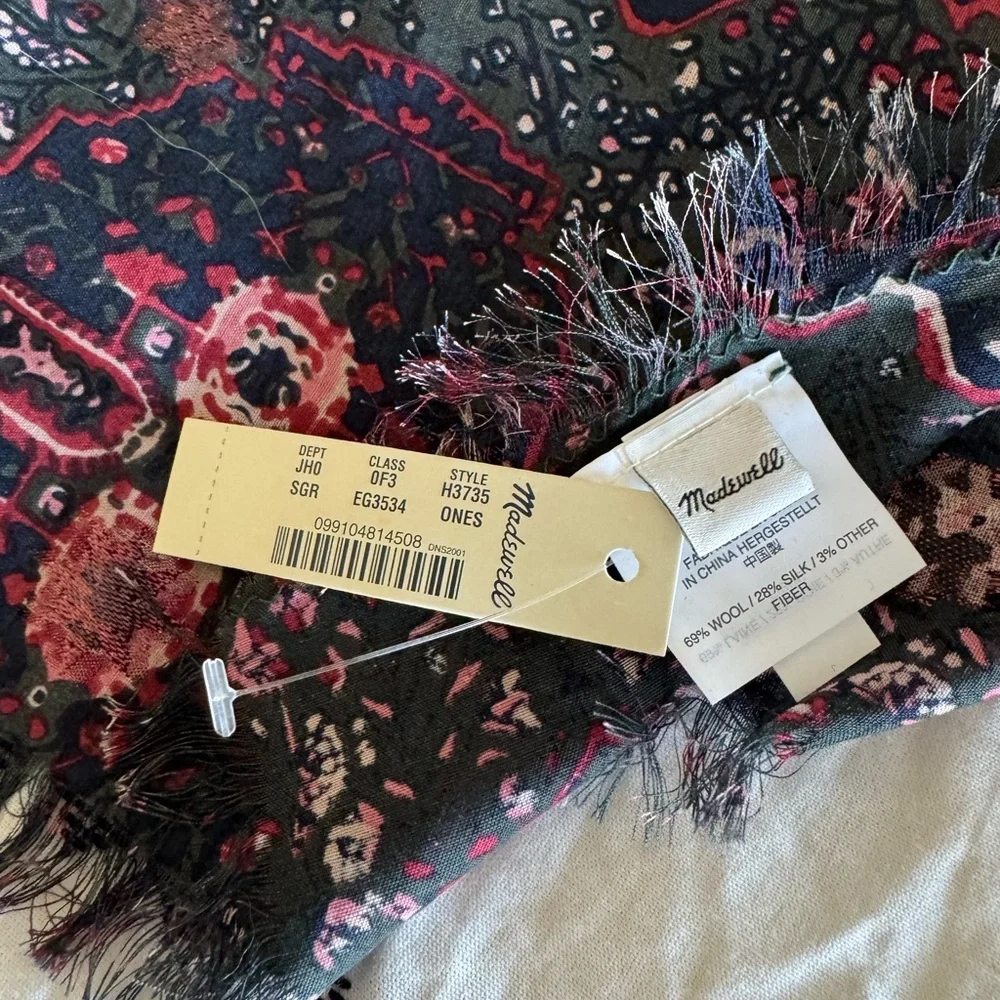 DEPT CLASS STYLE
JH0 0F3 H3735
SGR EG3534 ONES
099104814508 DNS2001
Madewell
Madewell
IN CHINA HERGESTELLT
中国製
69% WOOL / 28% SILK / 3% OTHER
FIBER